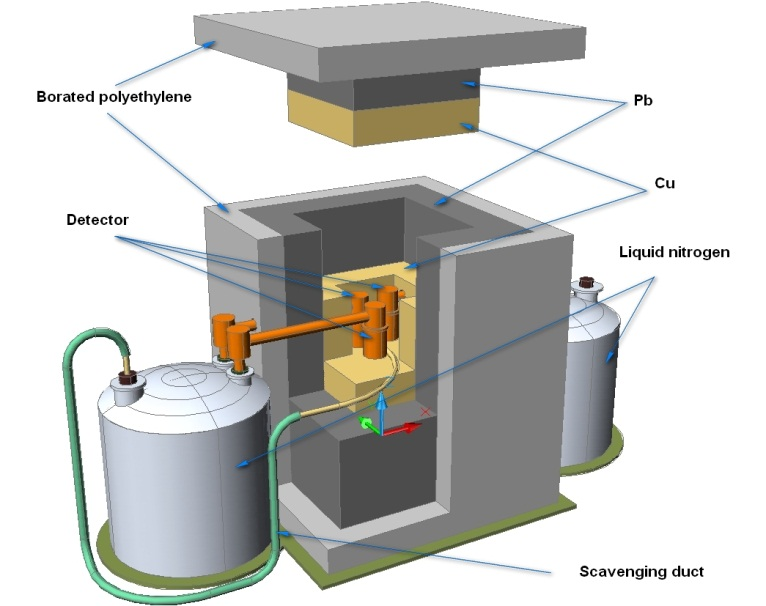 Borated polyethylene
Pb
Cu
Detector
Liquid nitrogen
Scavenging duct